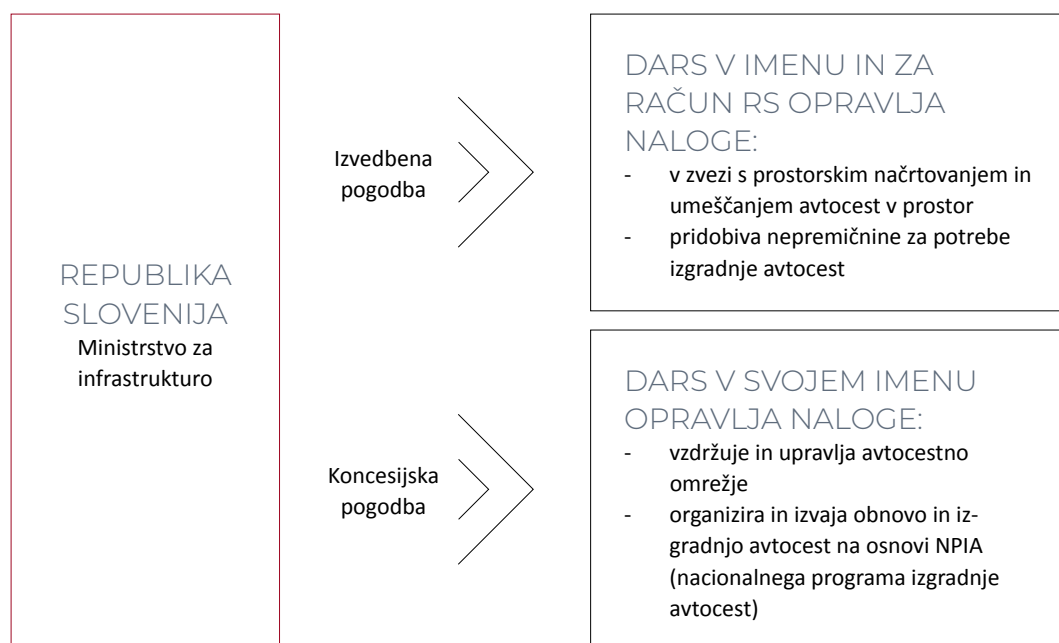 REPUBLIKA
SLOVENIJA
Ministrstvo za
infrastrukturo
Izvedbena
pogodba
DARS V IMENU IN ZA
RAČUN RS OPRAVLJA
NALOGE:
- v zvezi s prostorskim načrtovanjem in
umeščanjem avtocest v prostor
- pridobiva nepremičnine za potrebe
izgradnje avtocest
Koncesijska
pogodba
DARS V SVOJEM IMENU
OPRAVLJA NALOGE:
- vzdržuje in upravlja avtocestno
omrežje
- organizira in izvaja obnovo in iz-
gradnjo avtocest na osnovi NPIA
(nacionalnega programa izgradnje
avtocest)